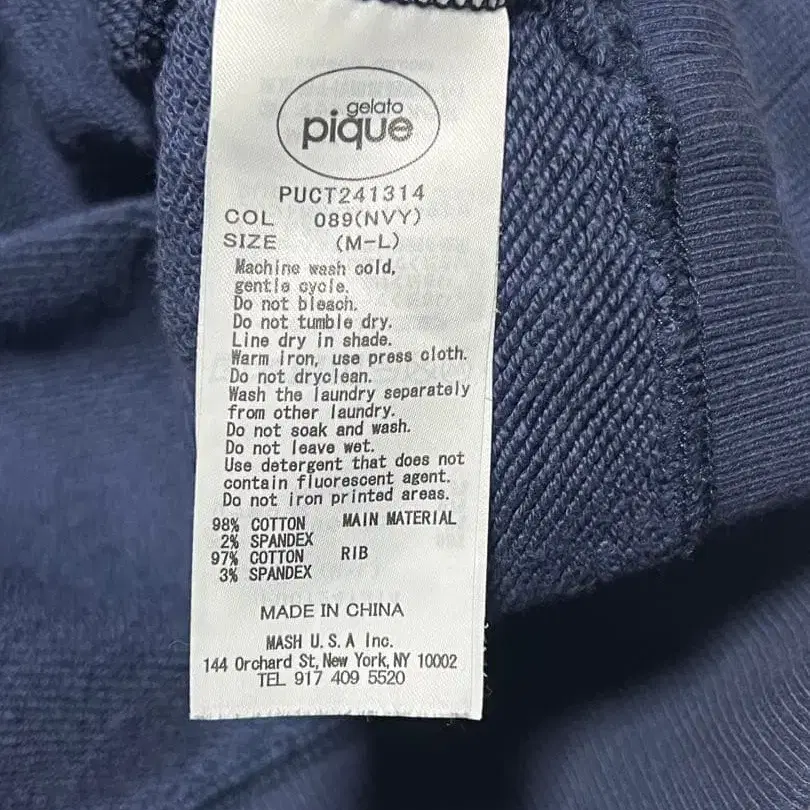 gelato
pique
PUCT241314
COL 089(NVY)
SIZE (M-L)
Machine wash cold,
gentle cycle.
Do not bleach.
Do not tumble dry.
Line dry in shade.
Warm iron, use press cloth.
Do not dryclean.
Wash the laundry separately
from other laundry.
Do not soak and wash.
Do not leave wet.
Use detergent that does not
contain fluorescent agent.
Do not iron printed areas.
98% COTTON MAIN MATERIAL
2% SPANDEX
97% COTTON RIB
3% SPANDEX
MADE IN CHINA
MASH U.S.A Inc.
144 Orchard St, New York, NY 10002
TEL 917 409 5520